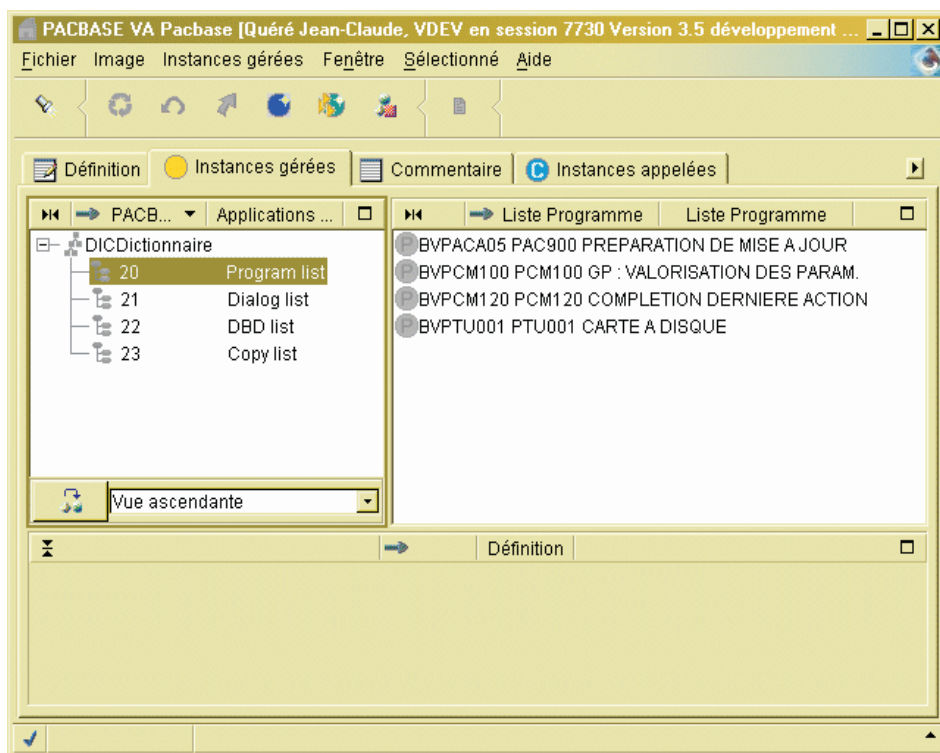 PACBASE VA Pacbase [Quéré Jean-Claude, VDEV en session 7730 Version 3.5 développement ...
Fichier Image Instances gérées Fenêtre Sélectionné Aide
Définition Instances gérées Commentaire C Instances appelées
PACB... Applications ... Liste Programme Liste Programme
DICDictionnaire
20 Program list
21 Dialog list
22 DBD list
23 Copy list
P BVPACA05 PAC900 PREPARATION DE MISE A JOUR
P BVPCM100 PCM100 GP : VALORISATION DES PARAM.
P BVPCM120 PCM120 COMPLETION DERNIERE ACTION
P BVPTU001 PTU001 CARTE A DISQUE
Vue ascendante
Définition